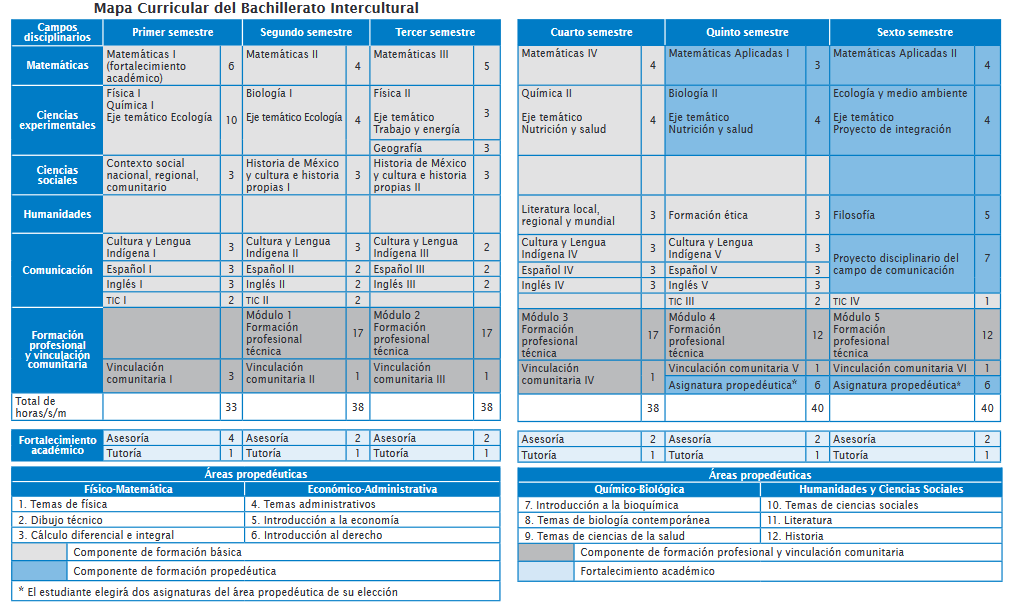 Mapa Curricular del Bachillerato Intercultural
Campos
disciplinarios
Primer semestre
Segundo semestre
Tercer semestre
Matemáticas
Matemáticas I
(fortalecimiento
académico)
6
Matemáticas II
4
Matemáticas III
5
Ciencias
experimentales
Física I
Química I
Eje temático Ecología
10
Biología I
Eje temático Ecología
4
Física II
Eje temático
Trabajo y energía
3
Geografía
3
Ciencias
sociales
Contexto social
nacional, regional,
comunitario
3
Historia de México
y cultura e historia
propias I
3
Historia de México
y cultura e historia
propias II
3
Humanidades
Comunicación
Cultura y Lengua
Indígena I
3
Cultura y Lengua
Indígena II
3
Cultura y Lengua
Indígena III
2
Español I
3
Español II
2
Español III
2
Inglés I
3
Inglés II
2
Inglés III
2
TIC I
2
TIC II
2
Formación
profesional
y vinculación
comunitaria
Módulo 1
Formación
profesional
técnica
17
Módulo 2
Formación
profesional
técnica
17
Vinculación
comunitaria I
3
Vinculación
comunitaria II
1
Vinculación
comunitaria III
1
Total de
horas/s/m
33
38
38
Fortalecimiento
académico
Asesoría
4
Asesoría
2
Asesoría
2
Tutoría
1
Tutoría
1
Tutoría
1
Áreas propedéuticas
Físico-Matemática
Económico-Administrativa
1. Temas de física
4. Temas administrativos
2. Dibujo técnico
5. Introducción a la economía
3. Cálculo diferencial e integral
6. Introducción al derecho
Componente de formación básica
Componente de formación propedéutica
* El estudiante elegirá dos asignaturas del área propedéutica de su elección
Cuarto semestre
Quinto semestre
Sexto semestre
Matemáticas IV
4
Matemáticas Aplicadas I
3
Matemáticas Aplicadas II
4
Química II
Eje temático
Nutrición y salud
4
Biología II
Eje temático
Nutrición y salud
4
Ecología y medio ambiente
Eje temático
Proyecto de integración
4
Literatura local,
regional y mundial
3
Formación ética
3
Filosofía
5
Cultura y Lengua
Indígena IV
3
Cultura y Lengua
Indígena V
3
Proyecto disciplinario del
campo de comunicación
7
Español IV
3
Español V
3
Inglés IV
3
Inglés V
3
TIC III
2
TIC IV
1
Módulo 3
Formación
profesional
técnica
17
Módulo 4
Formación
profesional
técnica
12
Módulo 5
Formación
profesional
técnica
12
Vinculación
comunitaria IV
1
Vinculación comunitaria V
1
Vinculación comunitaria VI
1
Asignatura propedéutica*
6
Asignatura propedéutica*
6
38
40
40
Asesoría
2
Asesoría
2
Asesoría
2
Tutoría
1
Tutoría
1
Tutoría
1
Áreas propedéuticas
Químico-Biológica
Humanidades y Ciencias Sociales
7. Introducción a la bioquímica
10. Temas de ciencias sociales
8. Temas de biología contemporánea
11. Literatura
9. Temas de ciencias de la salud
12. Historia
Componente de formación profesional y vinculación comunitaria
Fortalecimiento académico